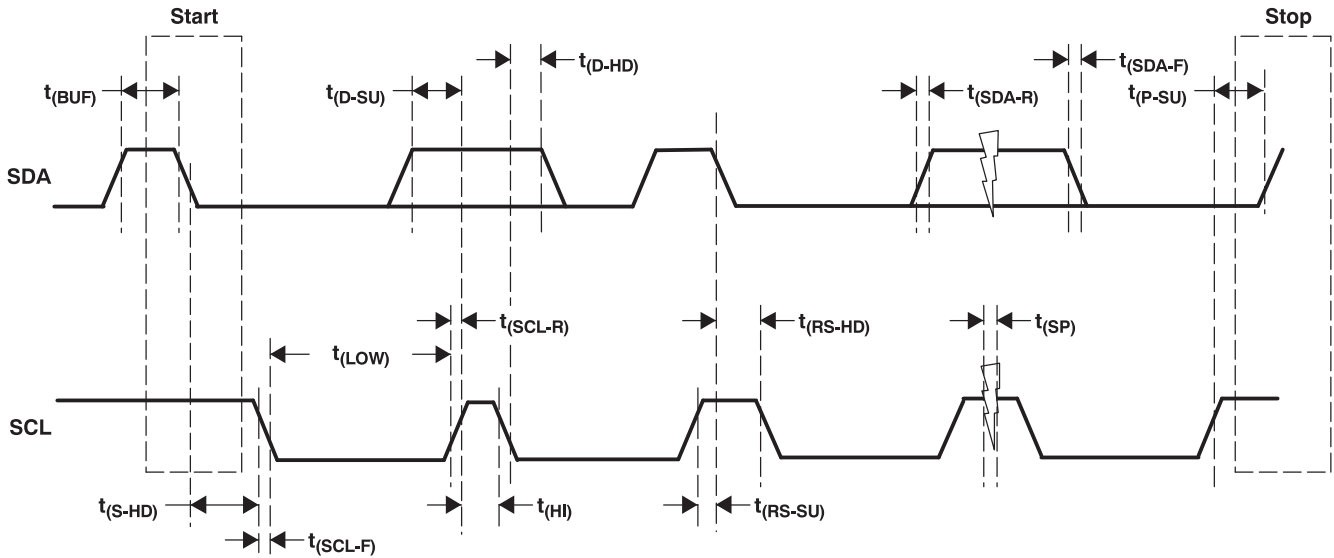 Start
Stop
t(BUF)
t(D-SU)
t(D-HD)
t(SDA-R)
t(SDA-F)
t(P-SU)
SDA
t(SCL-R)
t(RS-HD)
t(SP)
t(LOW)
SCL
t(S-HD)
t(HI)
t(RS-SU)
t(SCL-F)